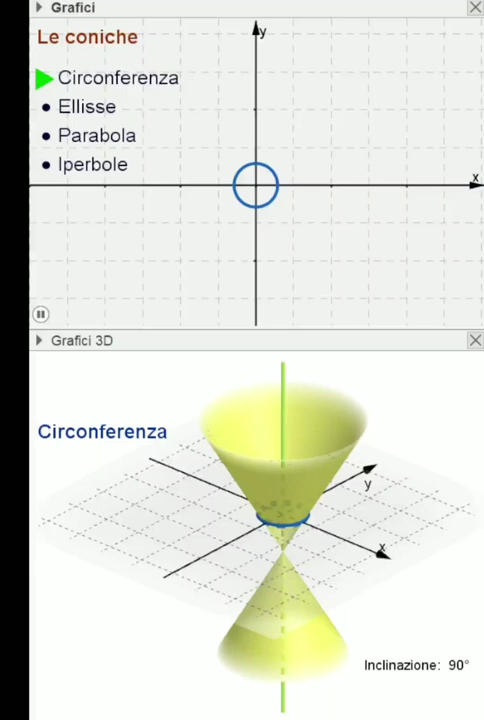 Grafici
y
Le coniche
Circonferenza
• Ellisse
• Parabola
• Iperbole
x
Grafici 3D
Circonferenza
y
x
Inclinazione: 90°